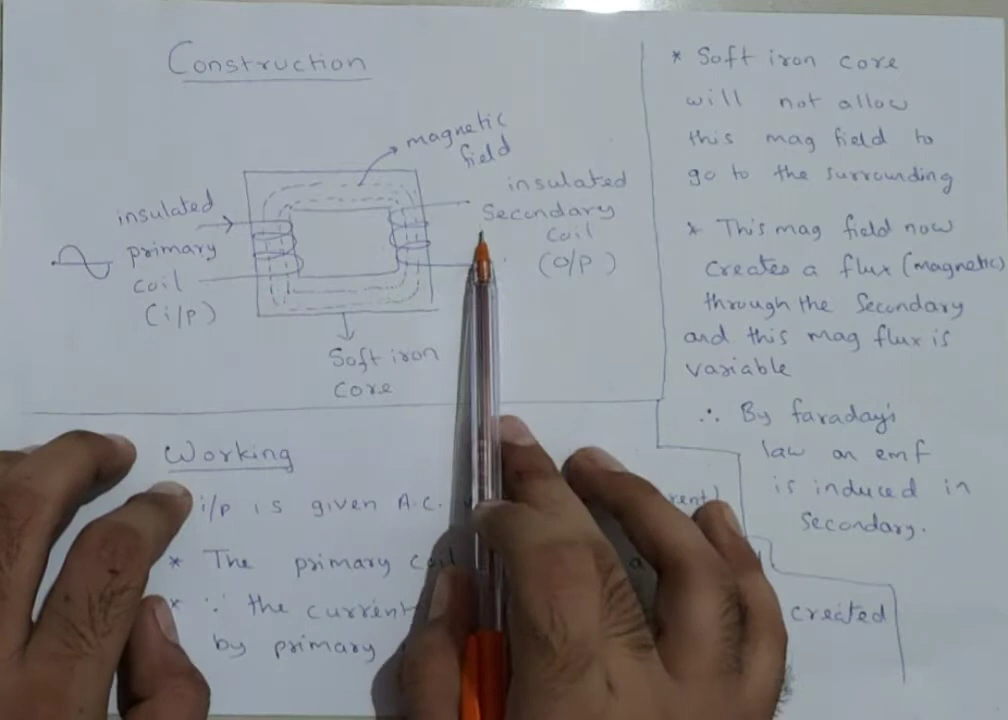 Construction
magnetic
field
insulated
primary
coil
(i/p)
insulated
Secondary
coil
(O/P)
Soft iron
core
Working
i/p is given A.C.
rent)
* The primary coil
* ∵ the current
created
by primary
* Soft iron core
will not allow
this mag field to
go to the surrounding
* This mag field now
creates a flux (magnetic)
through the Secondary
and this mag flux is
variable
∴ By faraday's
law an emf
is induced in
Secondary.